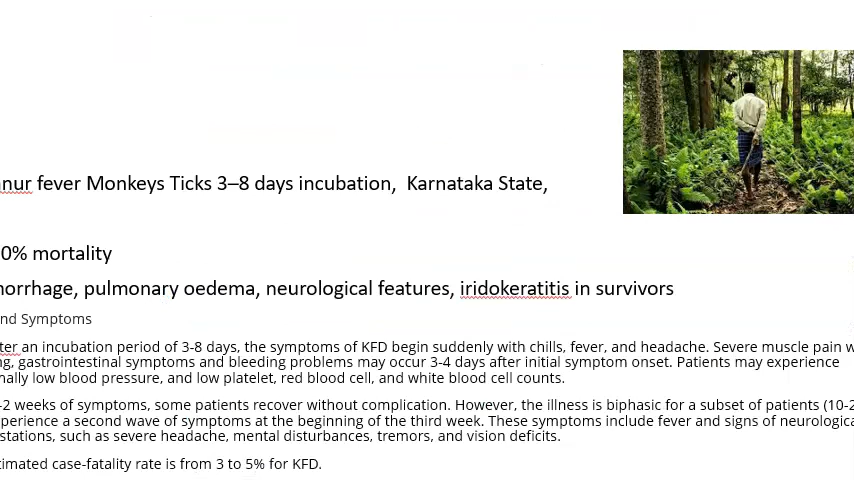 nur fever Monkeys Ticks 3–8 days incubation,  Karnataka State,
0% mortality
orrhage, pulmonary oedema, neurological features, iridokeratitis in survivors
nd Symptoms
ter an incubation period of 3-8 days, the symptoms of KFD begin suddenly with chills, fever, and headache. Severe muscle pain w
ng, gastrointestinal symptoms and bleeding problems may occur 3-4 days after initial symptom onset. Patients may experience
mally low blood pressure, and low platelet, red blood cell, and white blood cell counts.
-2 weeks of symptoms, some patients recover without complication. However, the illness is biphasic for a subset of patients (10-2
perience a second wave of symptoms at the beginning of the third week. These symptoms include fever and signs of neurologica
stations, such as severe headache, mental disturbances, tremors, and vision deficits.
timated case-fatality rate is from 3 to 5% for KFD.